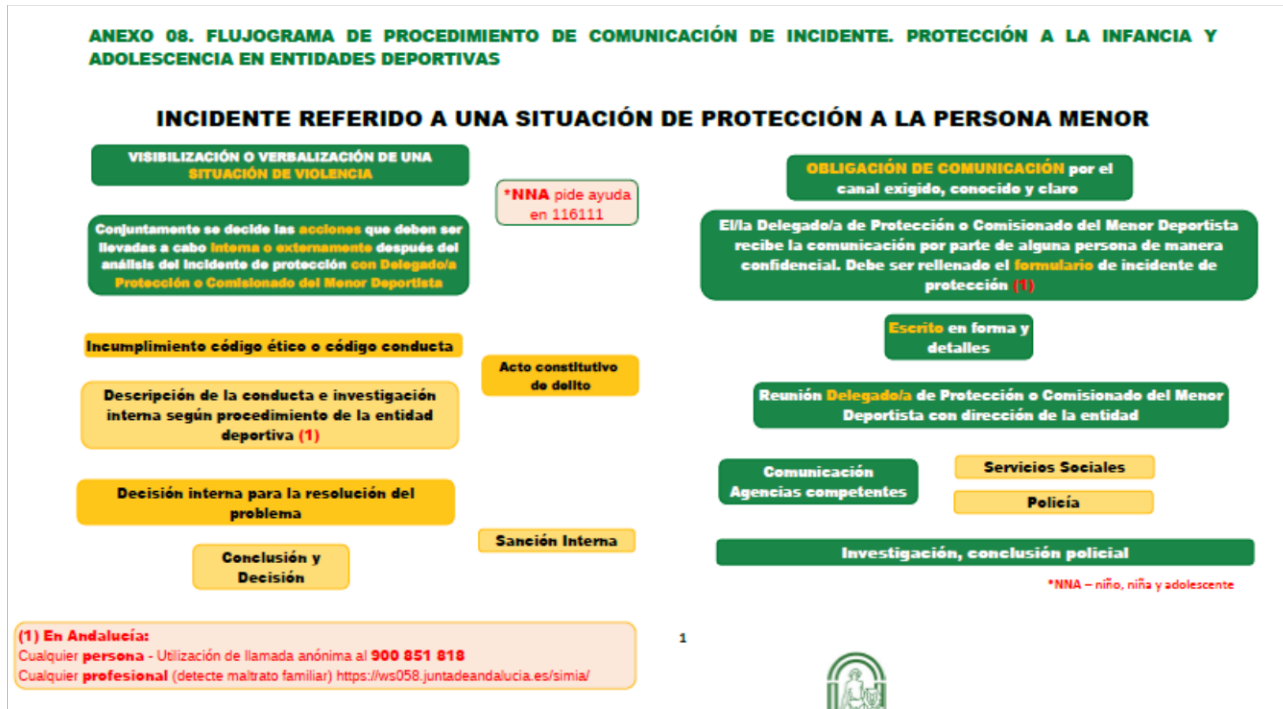 ANEXO 08. FLUJOGRAMA DE PROCEDIMIENTO DE COMUNICACIÓN DE INCIDENTE. PROTECCIÓN A LA INFANCIA Y
ADOLESCENCIA EN ENTIDADES DEPORTIVAS
INCIDENTE REFERIDO A UNA SITUACIÓN DE PROTECCIÓN A LA PERSONA MENOR
VISIBILIZACIÓN O VERBALIZACIÓN DE UNA
SITUACIÓN DE VIOLENCIA
*NNA pide ayuda
en 116111
OBLIGACIÓN DE COMUNICACIÓN por el
canal exigido, conocido y claro
Conjuntamente se decide las acciones que deben ser
llevadas a cabo interna o externamente después del
análisis del incidente de protección con Delegado/a
Protección o Comisionado del Menor Deportista
El/la Delegado/a de Protección o Comisionado del Menor Deportista
recibe la comunicación por parte de alguna persona de manera
confidencial. Debe ser rellenado el formulario de incidente de
protección (1)
Escrito en forma y
detalles
Incumplimiento código ético o código conducta
Acto constitutivo
de delito
Descripción de la conducta e investigación
interna según procedimiento de la entidad
deportiva (1)
Reunión Delegado/a de Protección o Comisionado del Menor
Deportista con dirección de la entidad
Comunicación
Agencias competentes
Servicios Sociales
Policía
Decisión interna para la resolución del
problema
Sanción Interna
Conclusión y
Decisión
Investigación, conclusión policial
*NNA – niño, niña y adolescente
(1) En Andalucía:
Cualquier persona - Utilización de llamada anónima al 900 851 818
Cualquier profesional (detecte maltrato familiar) https://ws058.juntadeandalucia.es/simia/
1